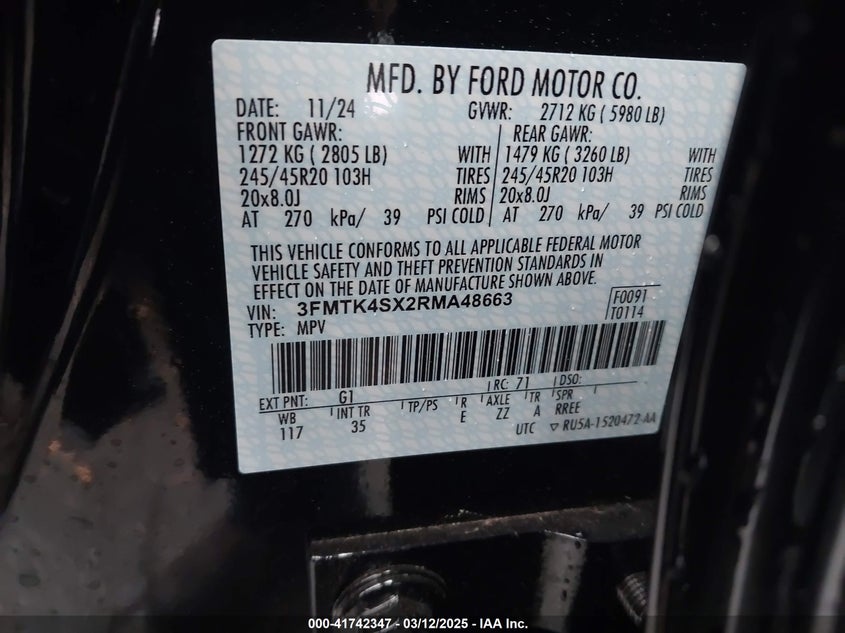 MFD. BY FORD MOTOR CO.
DATE: 11/24 GVWR: 2712 KG ( 5980 LB)
FRONT GAWR: REAR GAWR:
1272 KG ( 2805 LB) WITH 1479 KG ( 3260 LB) WITH
245/45R20 103H TIRES 245/45R20 103H TIRES
20x8.0J RIMS 20x8.0J RIMS
AT 270 kPa/ 39 PSI COLD AT 270 kPa/ 39 PSI COLD
THIS VEHICLE CONFORMS TO ALL APPLICABLE FEDERAL MOTOR
VEHICLE SAFETY AND THEFT PREVENTION STANDARDS IN
EFFECT ON THE DATE OF MANUFACTURE SHOWN ABOVE.
VIN: 3FMTK4SX2RMA48663 F0091
TYPE: MPV T0114
EXT PNT: G1 RC: 71 DSO:
WB INT TR TP/PS R AXLE TR SPR
117 35 E ZZ A RREE
UTC ▽ RU5A-1520472-AA
000-41742347 - 03/12/2025 - IAA Inc.